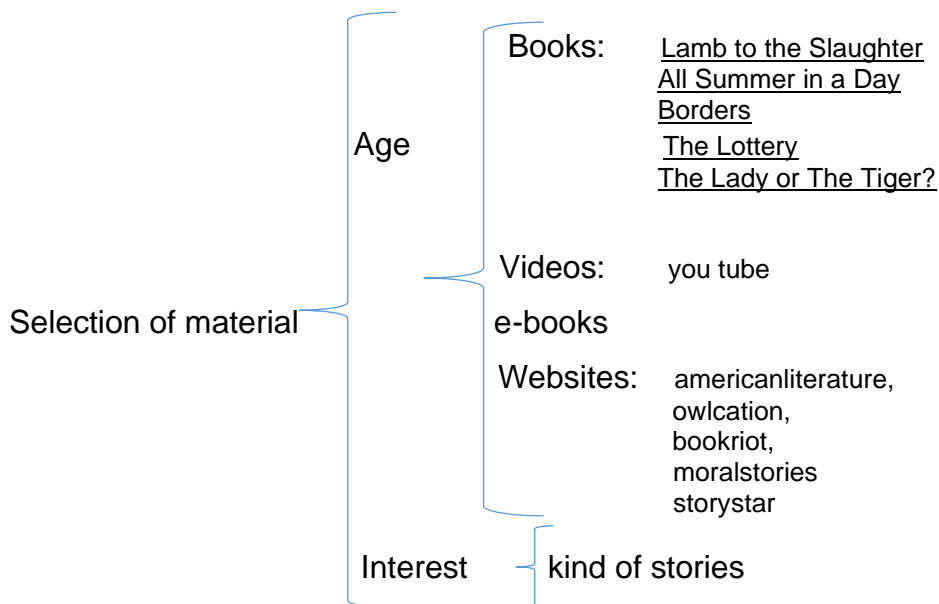 Books: Lamb to the Slaughter
All Summer in a Day
Borders
Age
The Lottery
The Lady or The Tiger?
Videos: you tube
Selection of material
e-books
Websites: americanliterature,
owlcation,
bookriot,
moralstories
storystar
Interest
kind of stories